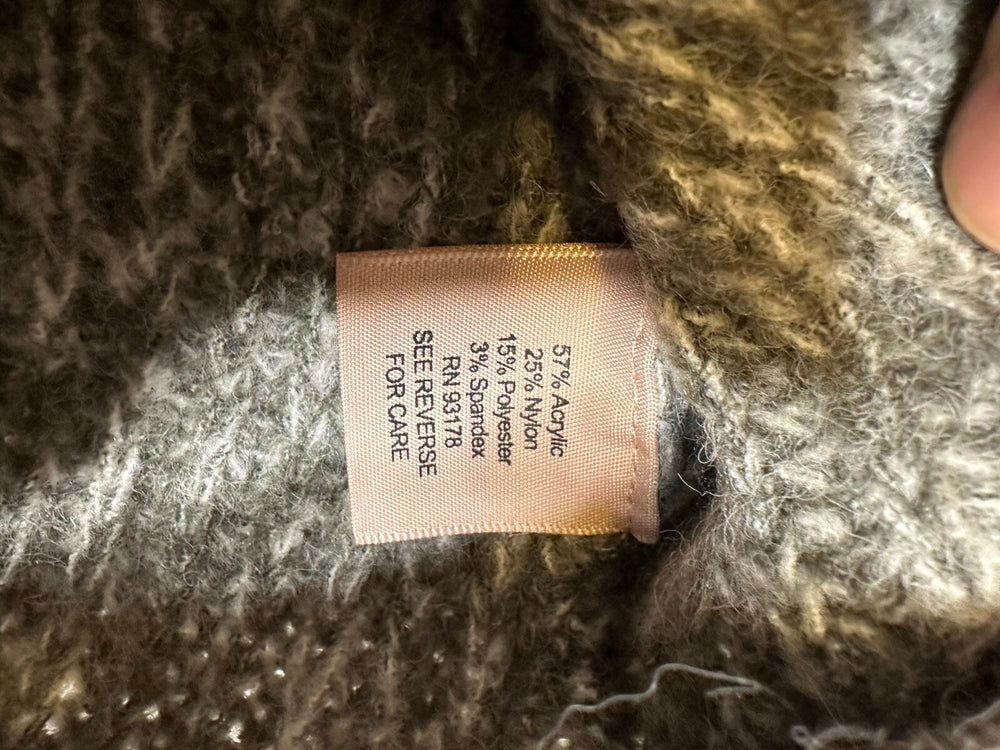 57% Acrylic
25% Nylon
15% Polyester
3% Spandex
RN 93178
SEE REVERSE
FOR CARE